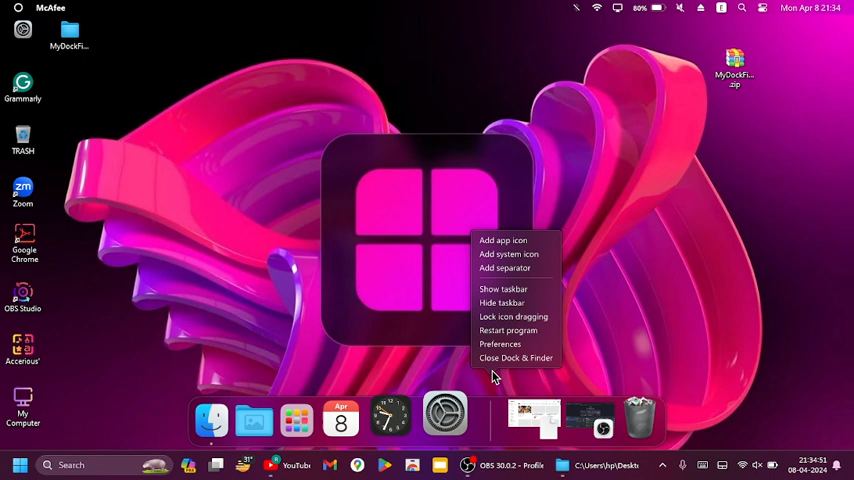 McAfee
80%
E
Mon Apr 8 21:34
MyDockFi...
MyDockFi...
.zip
Grammarly
TRASH
zm
Zoom
Google
Chrome
OBS Studio
Accerious'
My
Computer
Add app icon
Add system icon
Add separator
Show taskbar
Hide taskbar
Lock icon dragging
Restart program
Preferences
Close Dock & Finder
Apr
8
Search
31°
YouTube
OBS 30.0.2 - Profile
C:\Users\hp\Deskto
21:34:51
08-04-2024